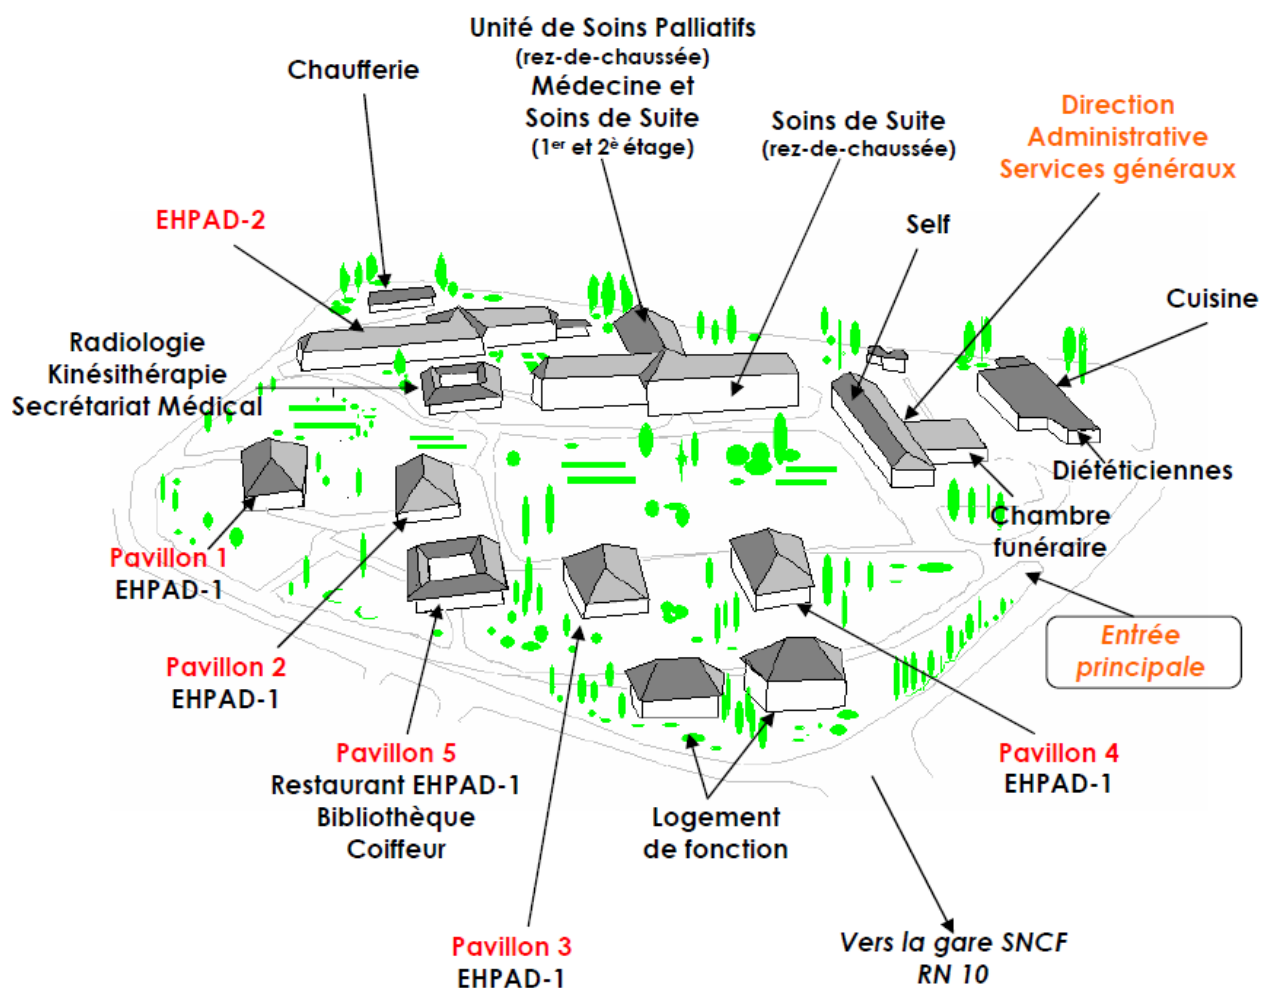 Unité de Soins Palliatifs
(rez-de-chaussée)
Médecine et
Soins de Suite
(1er et 2è étage)
Chaufferie
Soins de Suite
(rez-de-chaussée)
Direction
Administrative
Services généraux
EHPAD-2
Self
Cuisine
Radiologie
Kinésithérapie
Secrétariat Médical
Diététiciennes
Chambre
funéraire
Pavillon 1
EHPAD-1
Entrée
principale
Pavillon 2
EHPAD-1
Pavillon 5
Restaurant EHPAD-1
Bibliothèque
Coiffeur
Logement
de fonction
Pavillon 4
EHPAD-1
Pavillon 3
EHPAD-1
Vers la gare SNCF
RN 10